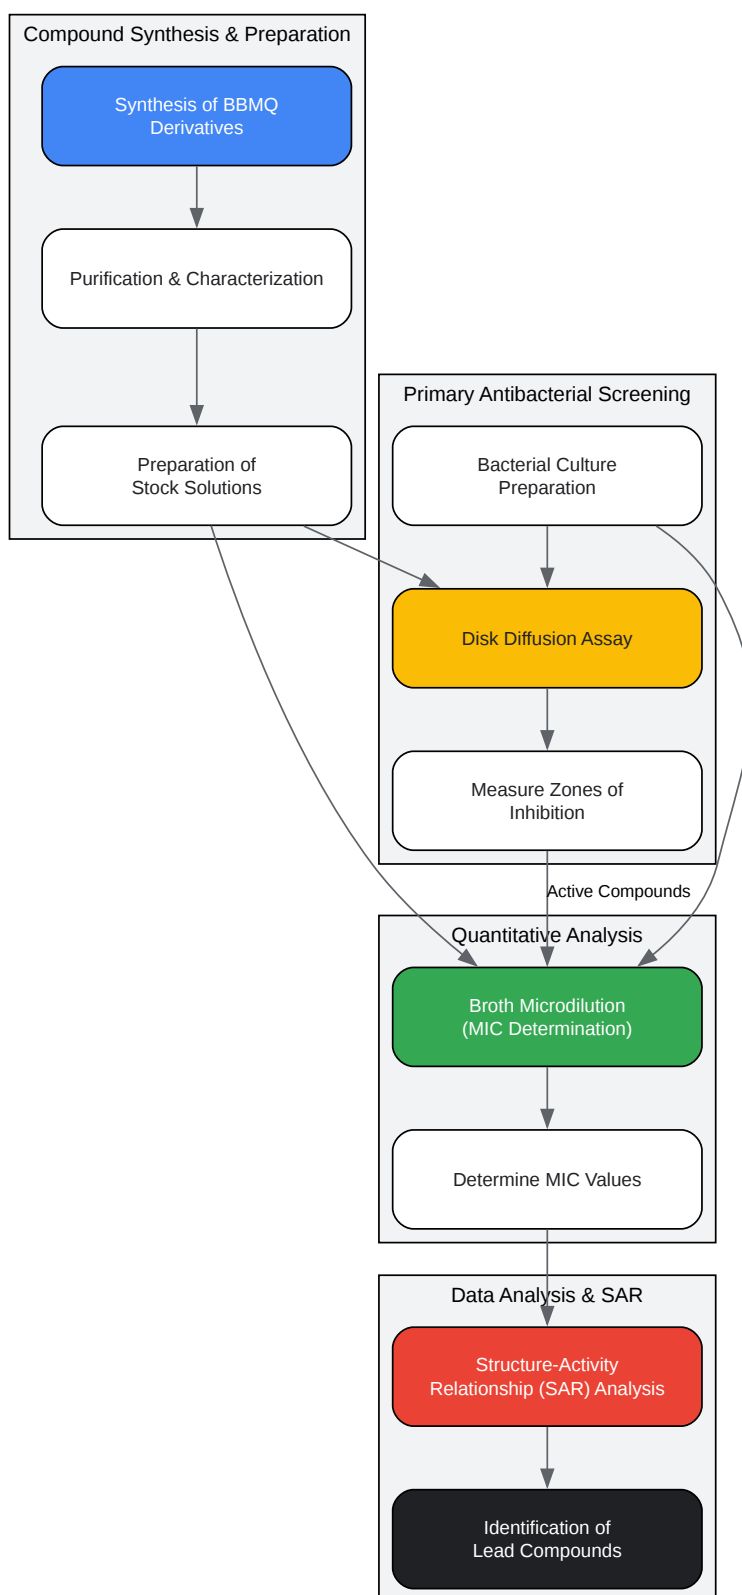 Compound Synthesis & Preparation
Synthesis of BBMQ
Derivatives
Purification & Characterization
Preparation of
Stock Solutions
Primary Antibacterial Screening
Bacterial Culture
Preparation
Disk Diffusion Assay
Measure Zones of
Inhibition
Active Compounds
Quantitative Analysis
Broth Microdilution
(MIC Determination)
Determine MIC Values
Data Analysis & SAR
Structure-Activity
Relationship (SAR) Analysis
Identification of
Lead Compounds